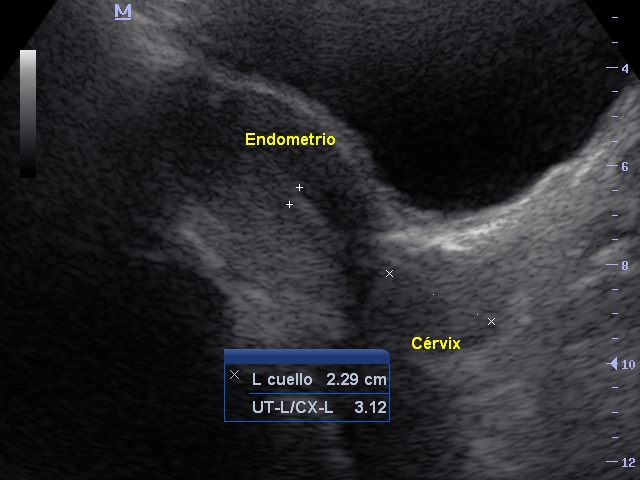 M
4
Endometrio
6
8
Cérvix
10
L cuello 2.29 cm
UT-L/CX-L 3.12
12